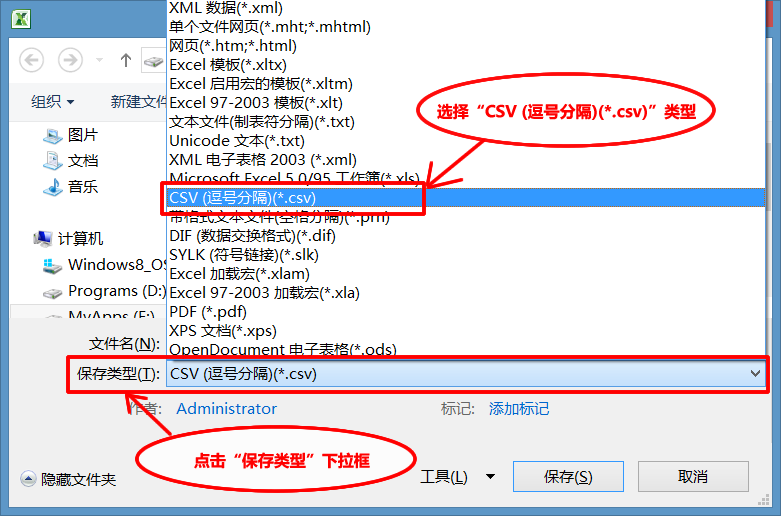 XML 数据(*.xml)
单个文件网页(*.mht;*.mhtml)
网页(*.htm;*.html)
Excel 模板(*.xltx)
Excel 启用宏的模板(*.xltm)
Excel 97-2003 模板(*.xlt)
文本文件(制表符分隔)(*.txt)
Unicode 文本(*.txt)
XML 电子表格 2003 (*.xml)
Microsoft Excel 5.0/95 工作簿(*.xls)
CSV (逗号分隔)(*.csv)
带格式文本文件(空格分隔)(*.prn)
DIF (数据交换格式)(*.dif)
SYLK (符号链接)(*.slk)
Excel 加载宏(*.xlam)
Excel 97-2003 加载宏(*.xla)
PDF (*.pdf)
XPS 文档(*.xps)
OpenDocument 电子表格(*.ods)
选择“CSV (逗号分隔)(*.csv)”类型
组织
新建文件
图片
文档
音乐
计算机
Windows8_OS
Programs (D:)
MyApps (E:)
文件名(N):
保存类型(T): CSV (逗号分隔)(*.csv)
作者: Administrator
标记: 添加标记
点击“保存类型”下拉框
隐藏文件夹
工具(L)
保存(S)
取消